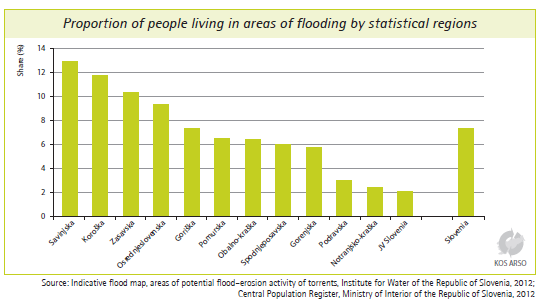 Proportion of people living in areas of flooding by statistical regions
Share (%)
14
12
10
8
6
4
2
0
Savinjska
Koroška
Zasavska
Osrednjeslovenska
Goriška
Pomurska
Obalno-kraška
Spodnjeposavska
Gorenjska
Podravska
Notranjsko-kraška
JV Slovenia
Slovenia
KOS ARSO
Source: Indicative flood map, areas of potential flood–erosion activity of torrents, Institute for Water of the Republic of Slovenia, 2012;
Central Population Register, Ministry of Interior of the Republic of Slovenia, 2012